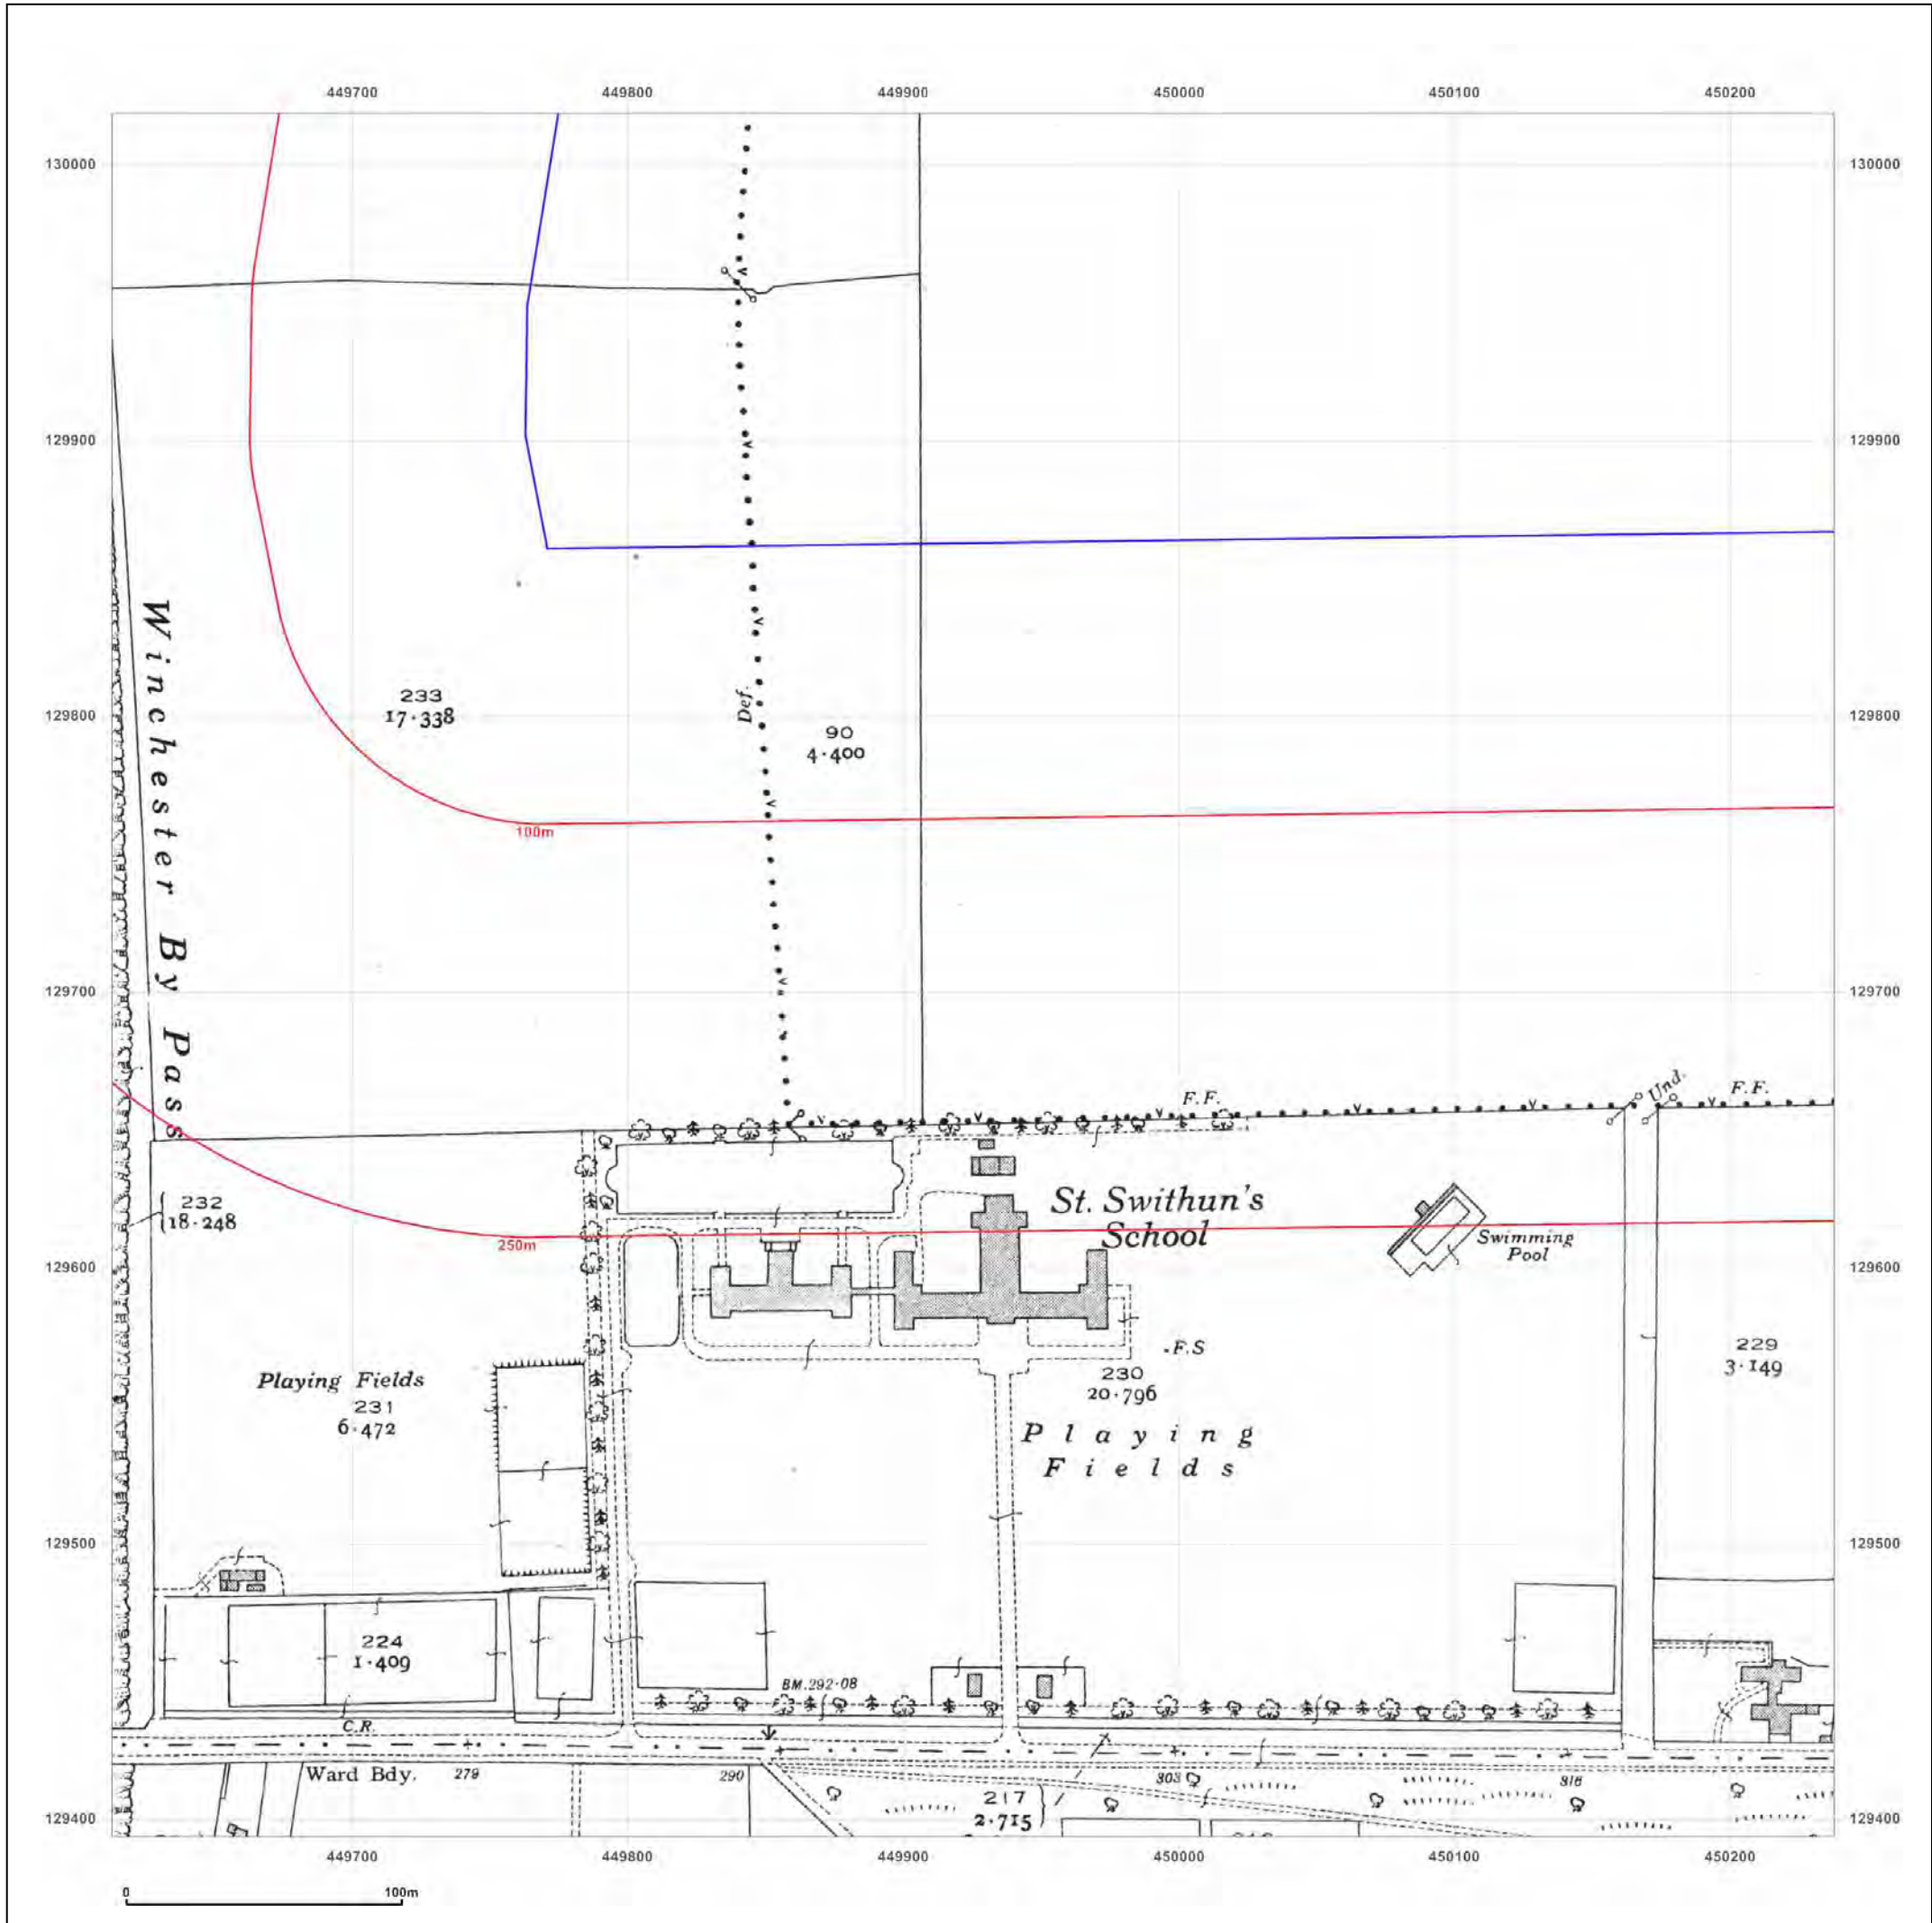 449700 449800 449900 450000 450100 450200
130000 130000
129900 129900
Winchester By Pass
233
17·338
129800 129800
Def.
90
4·400
100m
129700 129700
F.F.
Und.
F.F.
232
18·248
St. Swithun's
School
250m
Swimming
Pool
129600 129600
F.S
229
3·149
230
20·796
Playing Fields
231
6·472
Playing
Fields
129500 129500
224
1·409
BM.292·08
C.R.
Ward Bdy.
279
290
303
318
217
2·715
129400 129400
449700 449800 449900 450000 450100 450200
0 100m